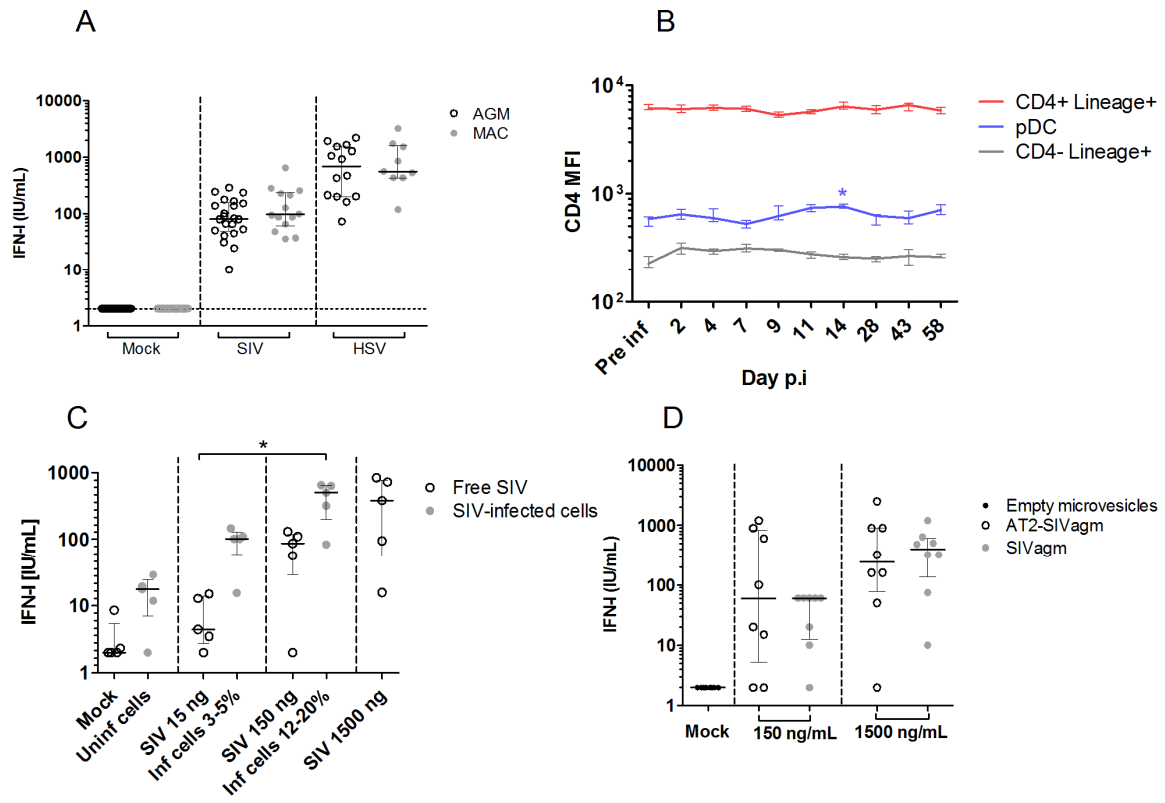 A
IFN-I (IU/mL)
10000
1000
100
10
1
AGM
MAC
Mock
SIV
HSV
B
CD4 MFI
10^4
10^3
10^2
*
CD4+ Lineage+
pDC
CD4- Lineage+
Pre inf
2
4
7
9
11
14
28
43
58
Day p.i
C
IFN-I [IU/mL]
1000
100
10
1
*
Free SIV
SIV-infected cells
Mock
Uninf cells
SIV 15 ng
Inf cells 3-5%
SIV 150 ng
Inf cells 12-20%
SIV 1500 ng
D
IFN-I (IU/mL)
10000
1000
100
10
1
Empty microvesicles
AT2-SIVagm
SIVagm
Mock
150 ng/mL
1500 ng/mL